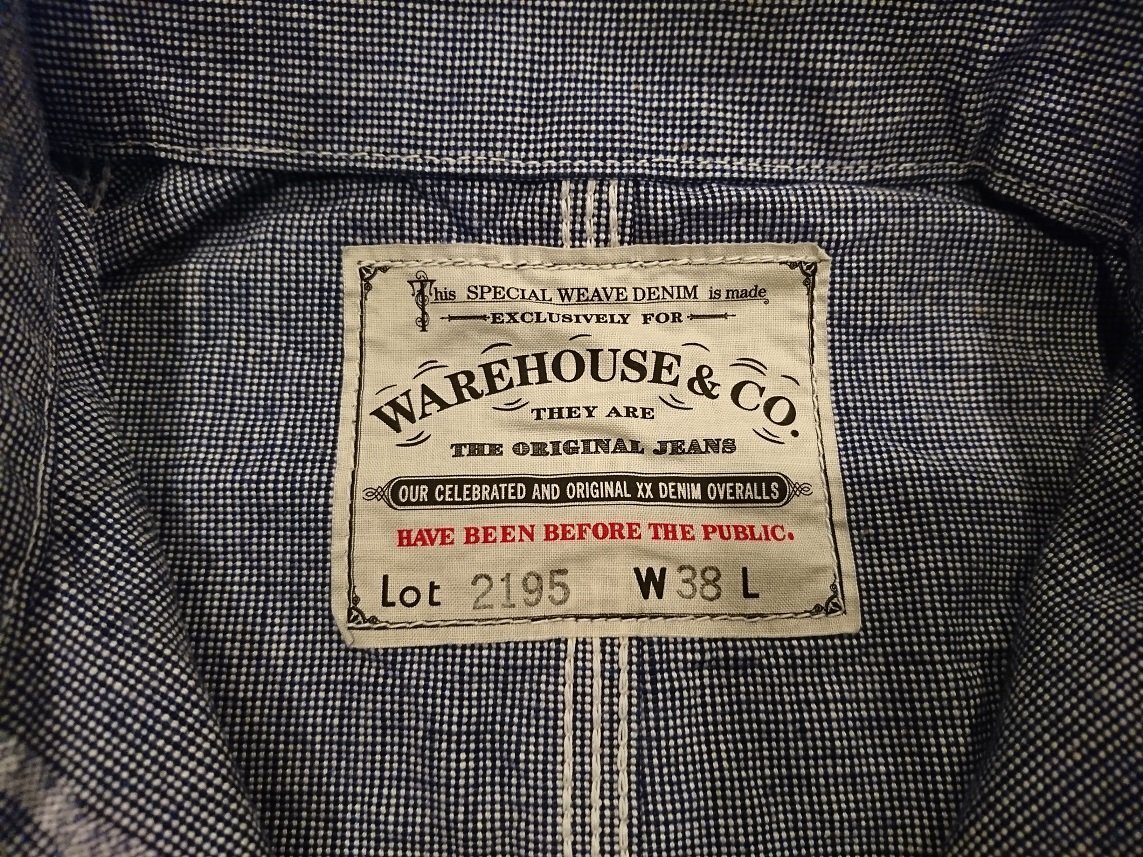 This SPECIAL WEAVE DENIM is made
EXCLUSIVELY FOR
WAREHOUSE & CO.
THEY ARE
THE ORIGINAL JEANS
OUR CELEBRATED AND ORIGINAL XX DENIM OVERALLS
HAVE BEEN BEFORE THE PUBLIC.
Lot 2195 W 38 L